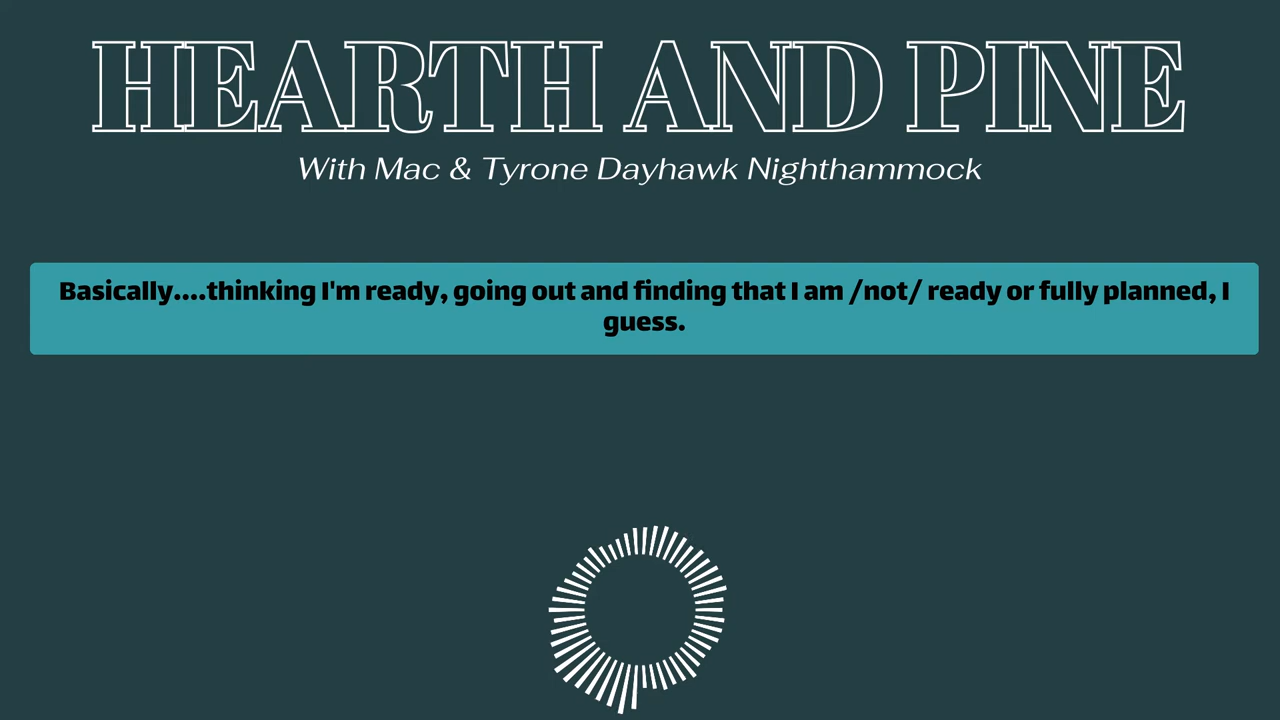 HEARTH AND PINE
With Mac & Tyrone Dayhawk Nighthammock
Basically....thinking I'm ready, going out and finding that I am /not/ ready or fully planned, I
guess.